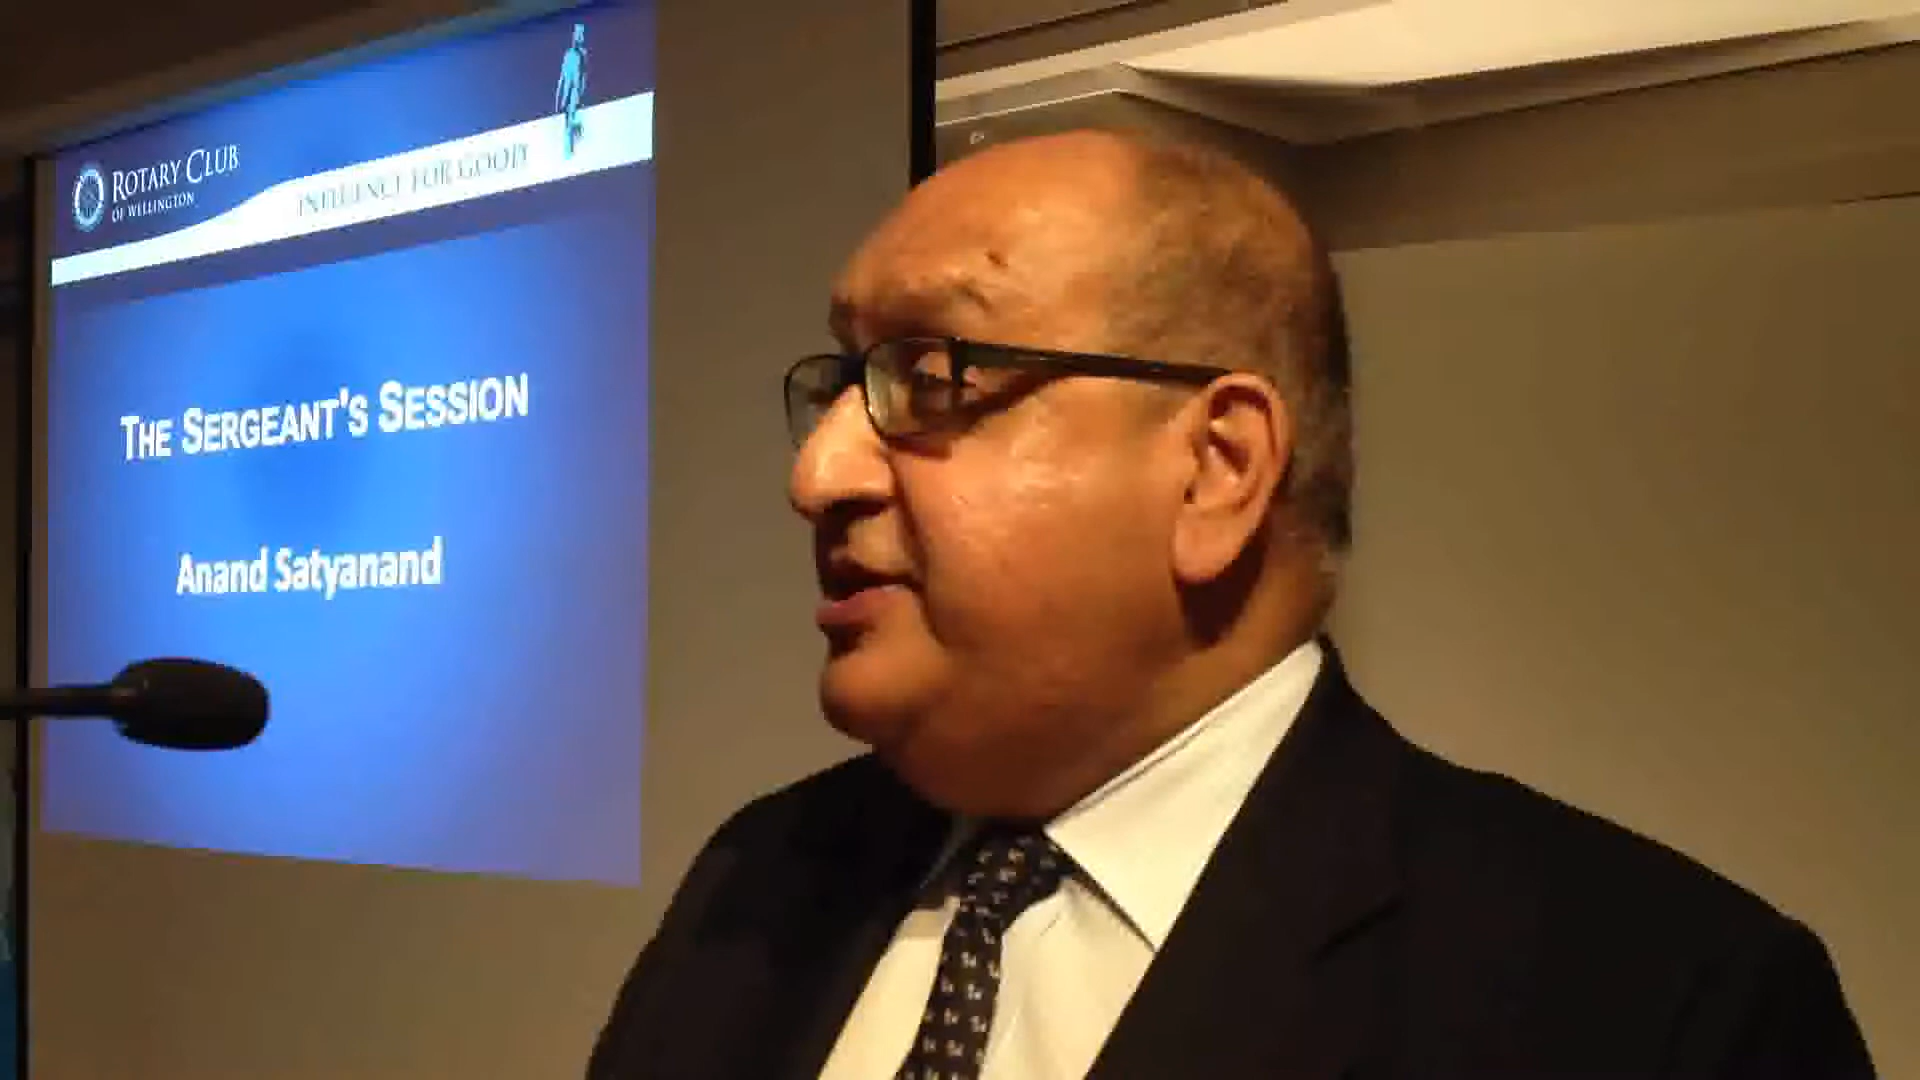 ROTARY CLUB
OF WELLINGTON
INFLUENCE FOR GOOD
THE SERGEANT'S SESSION
Anand Satyanand